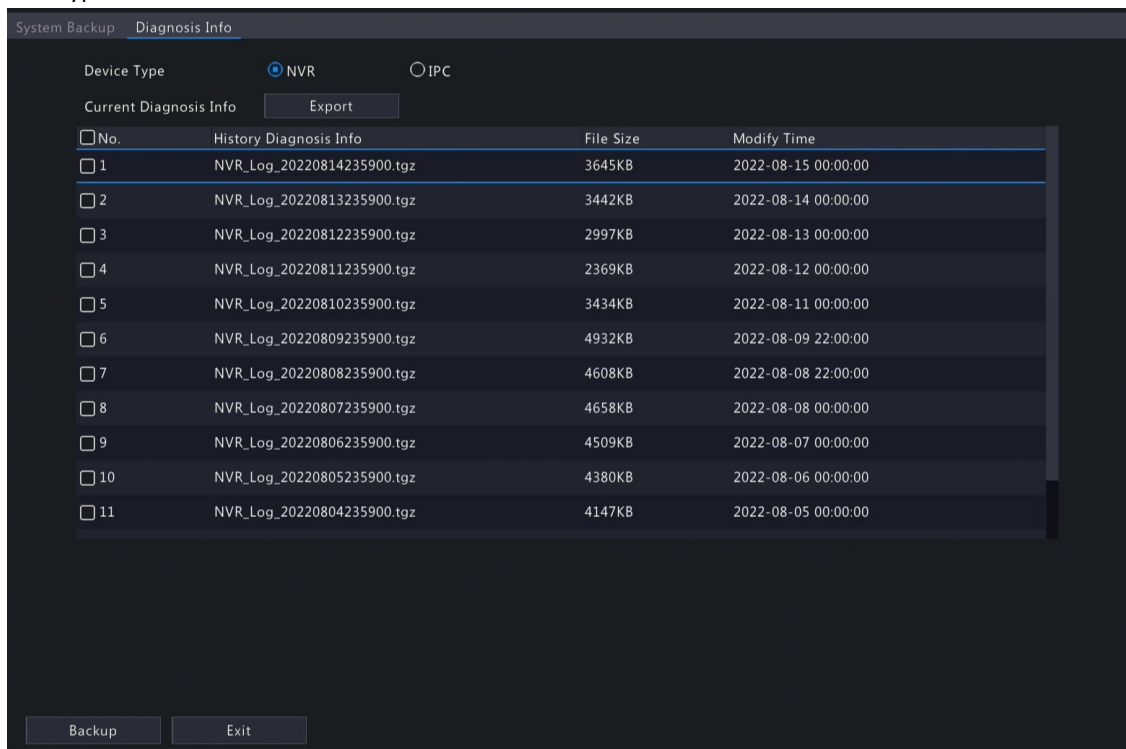 System Backup Diagnosis Info
Device Type NVR IPC
Current Diagnosis Info Export
No. History Diagnosis Info File Size Modify Time
1 NVR_Log_20220814235900.tgz 3645KB 2022-08-15 00:00:00
2 NVR_Log_20220813235900.tgz 3442KB 2022-08-14 00:00:00
3 NVR_Log_20220812235900.tgz 2997KB 2022-08-13 00:00:00
4 NVR_Log_20220811235900.tgz 2369KB 2022-08-12 00:00:00
5 NVR_Log_20220810235900.tgz 3434KB 2022-08-11 00:00:00
6 NVR_Log_20220809235900.tgz 4932KB 2022-08-09 22:00:00
7 NVR_Log_20220808235900.tgz 4608KB 2022-08-08 22:00:00
8 NVR_Log_20220807235900.tgz 4658KB 2022-08-08 00:00:00
9 NVR_Log_20220806235900.tgz 4509KB 2022-08-07 00:00:00
10 NVR_Log_20220805235900.tgz 4380KB 2022-08-06 00:00:00
11 NVR_Log_20220804235900.tgz 4147KB 2022-08-05 00:00:00
Backup Exit